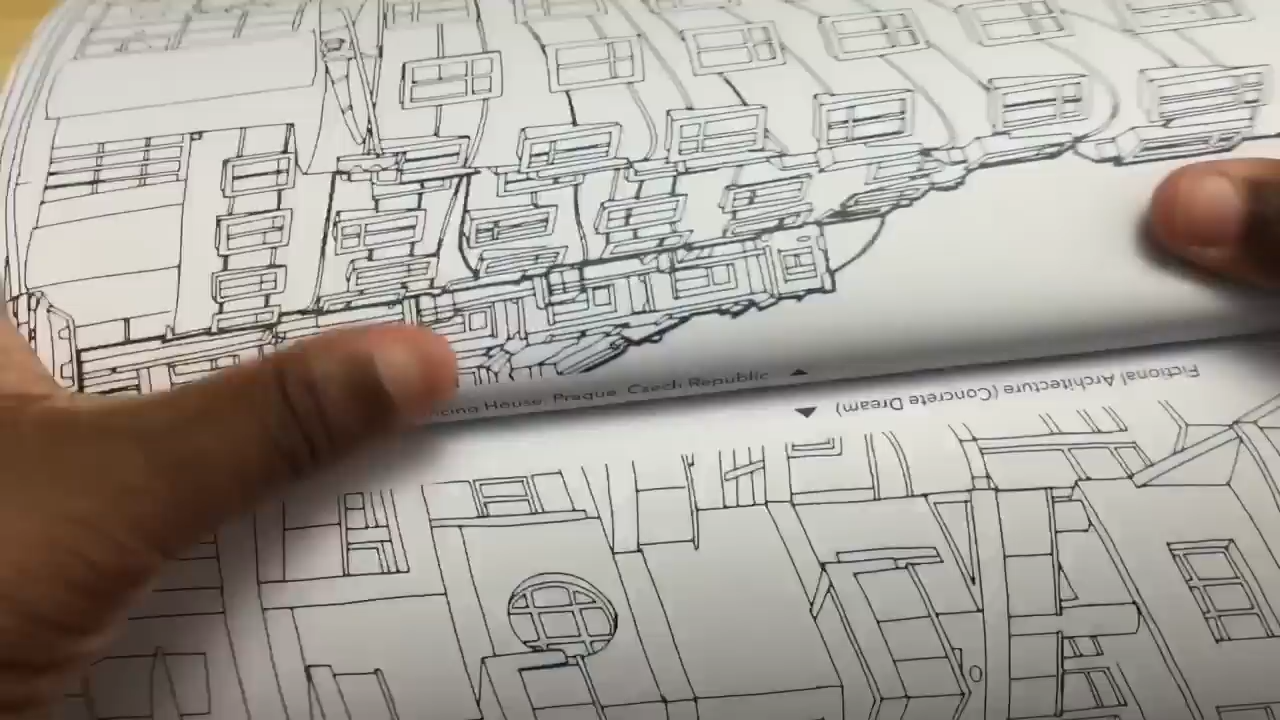 House, Prague, Czech Republic
Fictional Architecture (Concrete Dream)